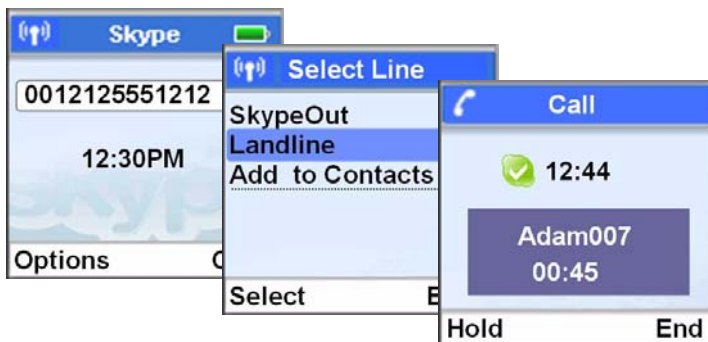 Skype
0012125551212
12:30PM
Options
Select Line
SkypeOut
Landline
Add to Contacts
Select
Call
12:44
Adam007
00:45
Hold End